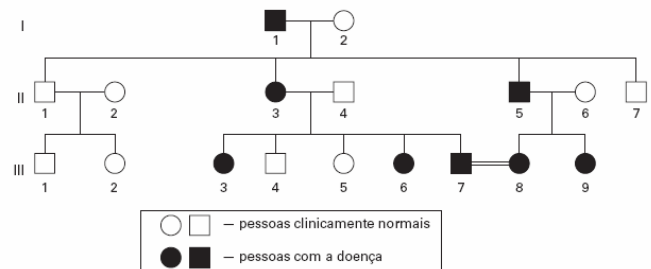 I
1 2
II
1 2 3 4 5 6 7
III
1 2 3 4 5 6 7 8 9
— pessoas clinicamente normais
— pessoas com a doença